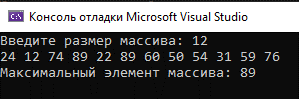 Консоль отладки Microsoft Visual Studio
Введите размер массива: 12
24 12 74 89 22 89 60 50 54 31 59 76
Максимальный элемент массива: 89